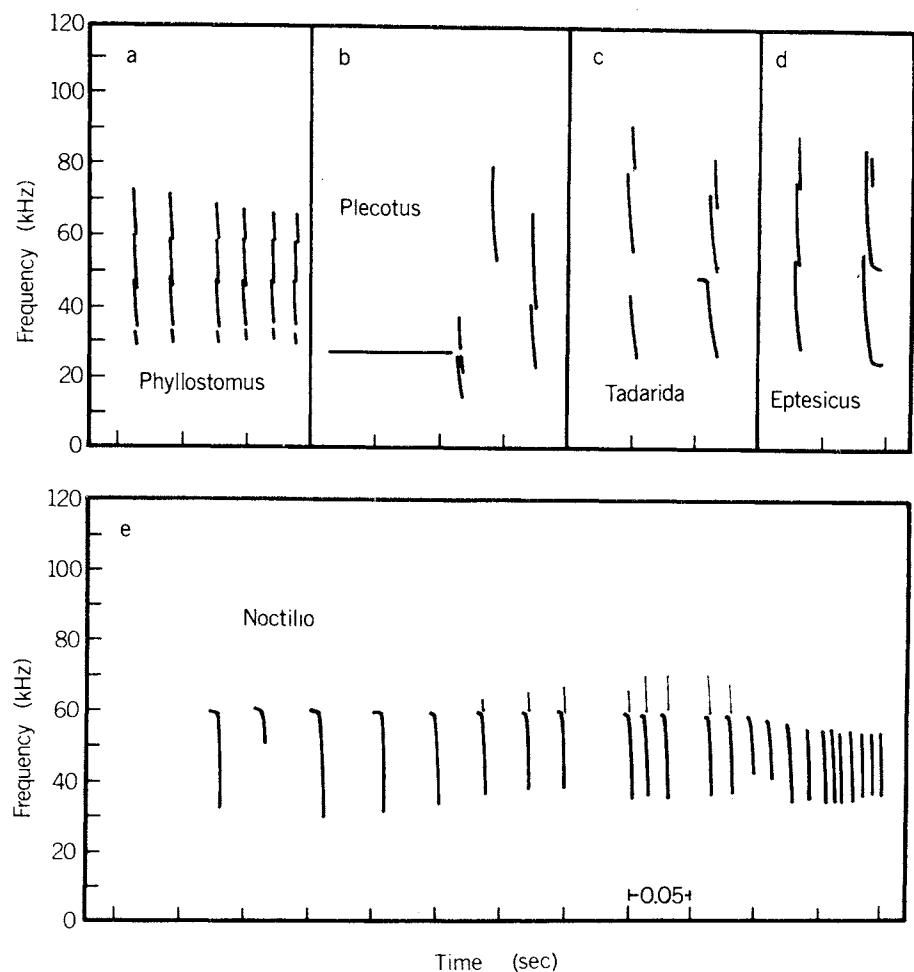 120
100
80
60
40
20
0
Frequency (kHz)
a
Phyllostomus
b
Plecotus
c
Tadarida
d
Eptesicus
120
100
80
60
40
20
0
Frequency (kHz)
e
Noctilio
0.05
Time (sec)